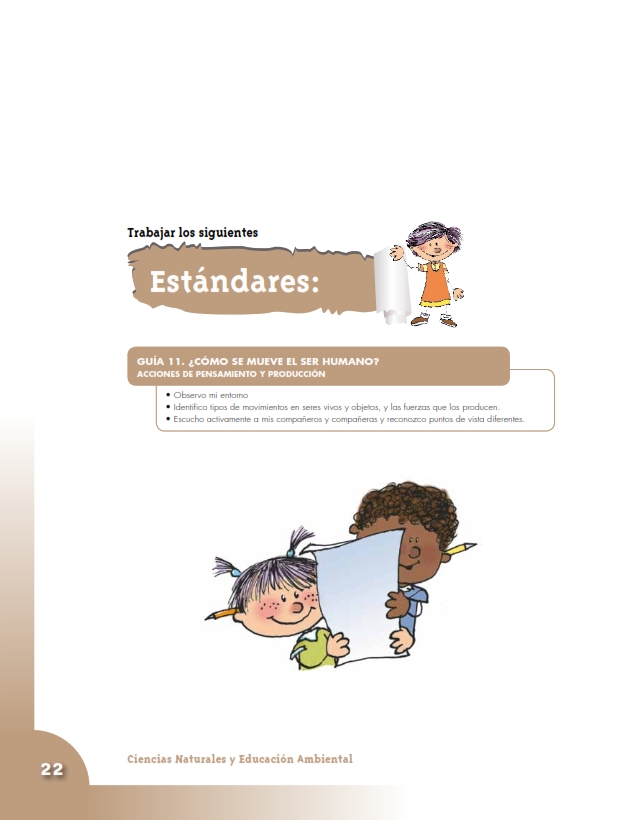 Trabajar los siguientes
Estándares:
GUÍA 11. ¿CÓMO SE MUEVE EL SER HUMANO?
ACCIONES DE PENSAMIENTO Y PRODUCCIÓN
• Observo mi entorno
• Identifico tipos de movimientos en seres vivos y objetos, y las fuerzas que las producen.
• Escucho activamente a mis compañeros y compañeras y reconozco puntos de vista diferentes.
Ciencias Naturales y Educación Ambiental
22